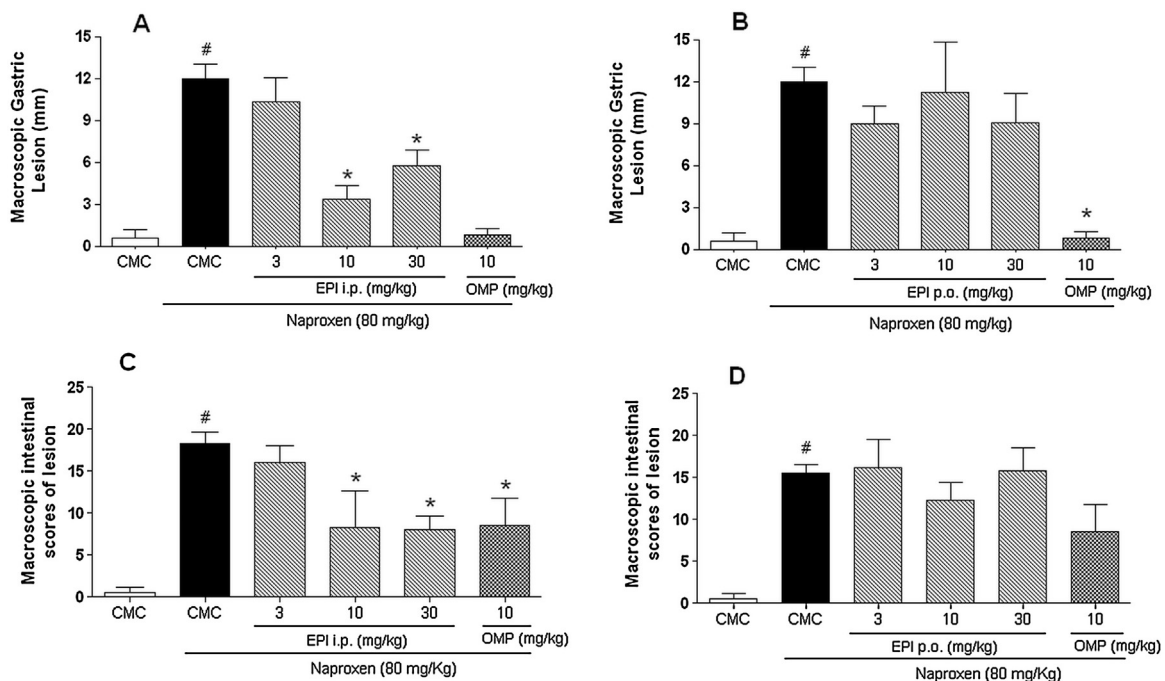 A
Macroscopic Gastric
Lesion (mm)
15
12
9
6
3
0
#
*
*
CMC
CMC
3
10
30
10
EPI i.p. (mg/kg)
OMP (mg/kg)
Naproxen (80 mg/kg)
B
Macroscopic Gstric
Lesion (mm)
15
12
9
6
3
0
#
*
CMC
CMC
3
10
30
10
EPI p.o. (mg/kg)
OMP (mg/kg)
Naproxen (80 mg/kg)
C
Macroscopic intestinal
scores of lesion
25
20
15
10
5
0
#
*
*
*
CMC
CMC
3
10
30
10
EPI i.p. (mg/kg)
OMP (mg/kg)
Naproxen (80 mg/Kg)
D
Macroscopic intestinal
scores of lesion
25
20
15
10
5
0
#
CMC
CMC
3
10
30
10
EPI p.o. (mg/kg)
OMP (mg/kg)
Naproxen (80 mg/Kg)